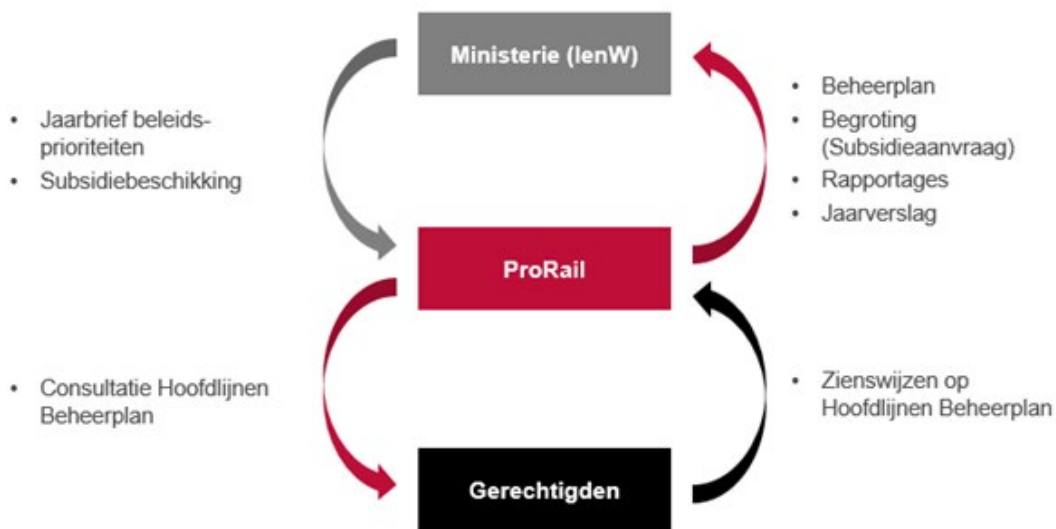 Ministerie (IenW)
• Jaarbrief beleids-
prioriteiten
• Subsidiebeschikking
• Beheerplan
• Begroting
(Subsidieaanvraag)
• Rapportages
• Jaarverslag
ProRail
• Consultatie Hoofdlijnen
Beheerplan
• Zienswijzen op
Hoofdlijnen Beheerplan
Gerechtigden